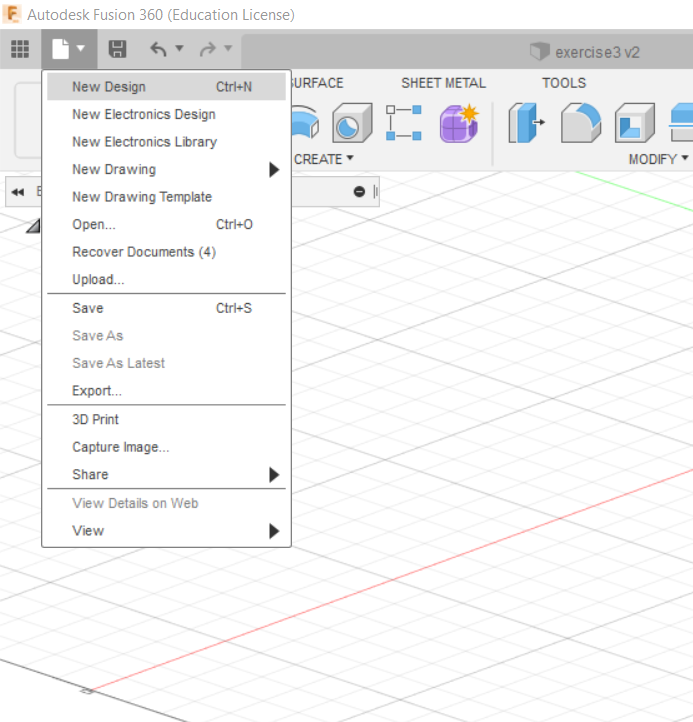 Autodesk Fusion 360 (Education License)
exercise3 v2
SHEET METAL
TOOLS
CREATE
MODIFY
New Design Ctrl+N
New Electronics Design
New Electronics Library
New Drawing
New Drawing Template
Open... Ctrl+O
Recover Documents (4)
Upload...
Save Ctrl+S
Save As
Save As Latest
Export...
3D Print
Capture Image...
Share
View Details on Web
View